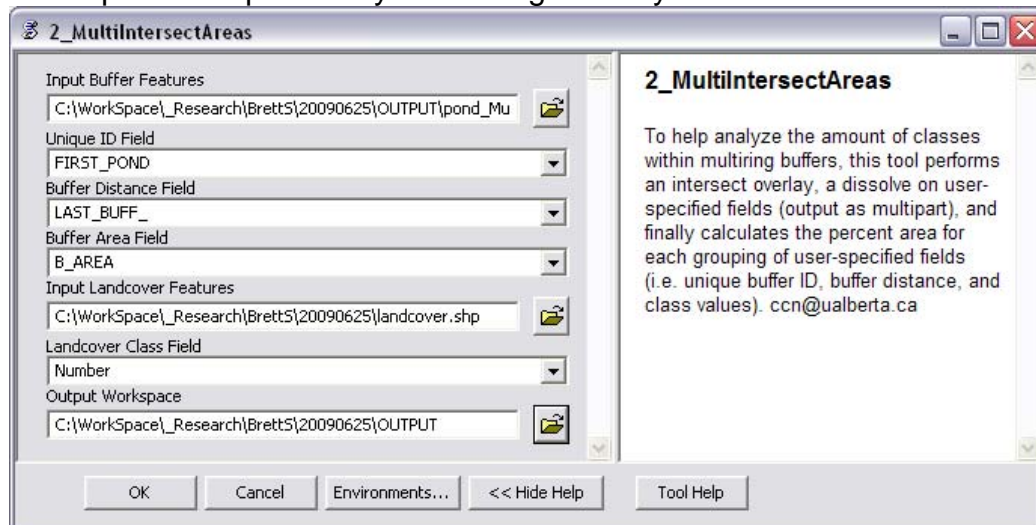 2_MultiIntersectAreas
Input Buffer Features
C:\WorkSpace\_Research\BrettS\20090625\OUTPUT\pond_Mu
Unique ID Field
FIRST_POND
Buffer Distance Field
LAST_BUFF_
Buffer Area Field
B_AREA
Input Landcover Features
C:\WorkSpace\_Research\BrettS\20090625\landcover.shp
Landcover Class Field
Number
Output Workspace
C:\WorkSpace\_Research\BrettS\20090625\OUTPUT
2_MultiIntersectAreas
To help analyze the amount of classes
within multiring buffers, this tool performs
an intersect overlay, a dissolve on user-
specified fields (output as multipart), and
finally calculates the percent area for
each grouping of user-specified fields
(i.e. unique buffer ID, buffer distance, and
class values). ccn@ualberta.ca
OK
Cancel
Environments...
<< Hide Help
Tool Help